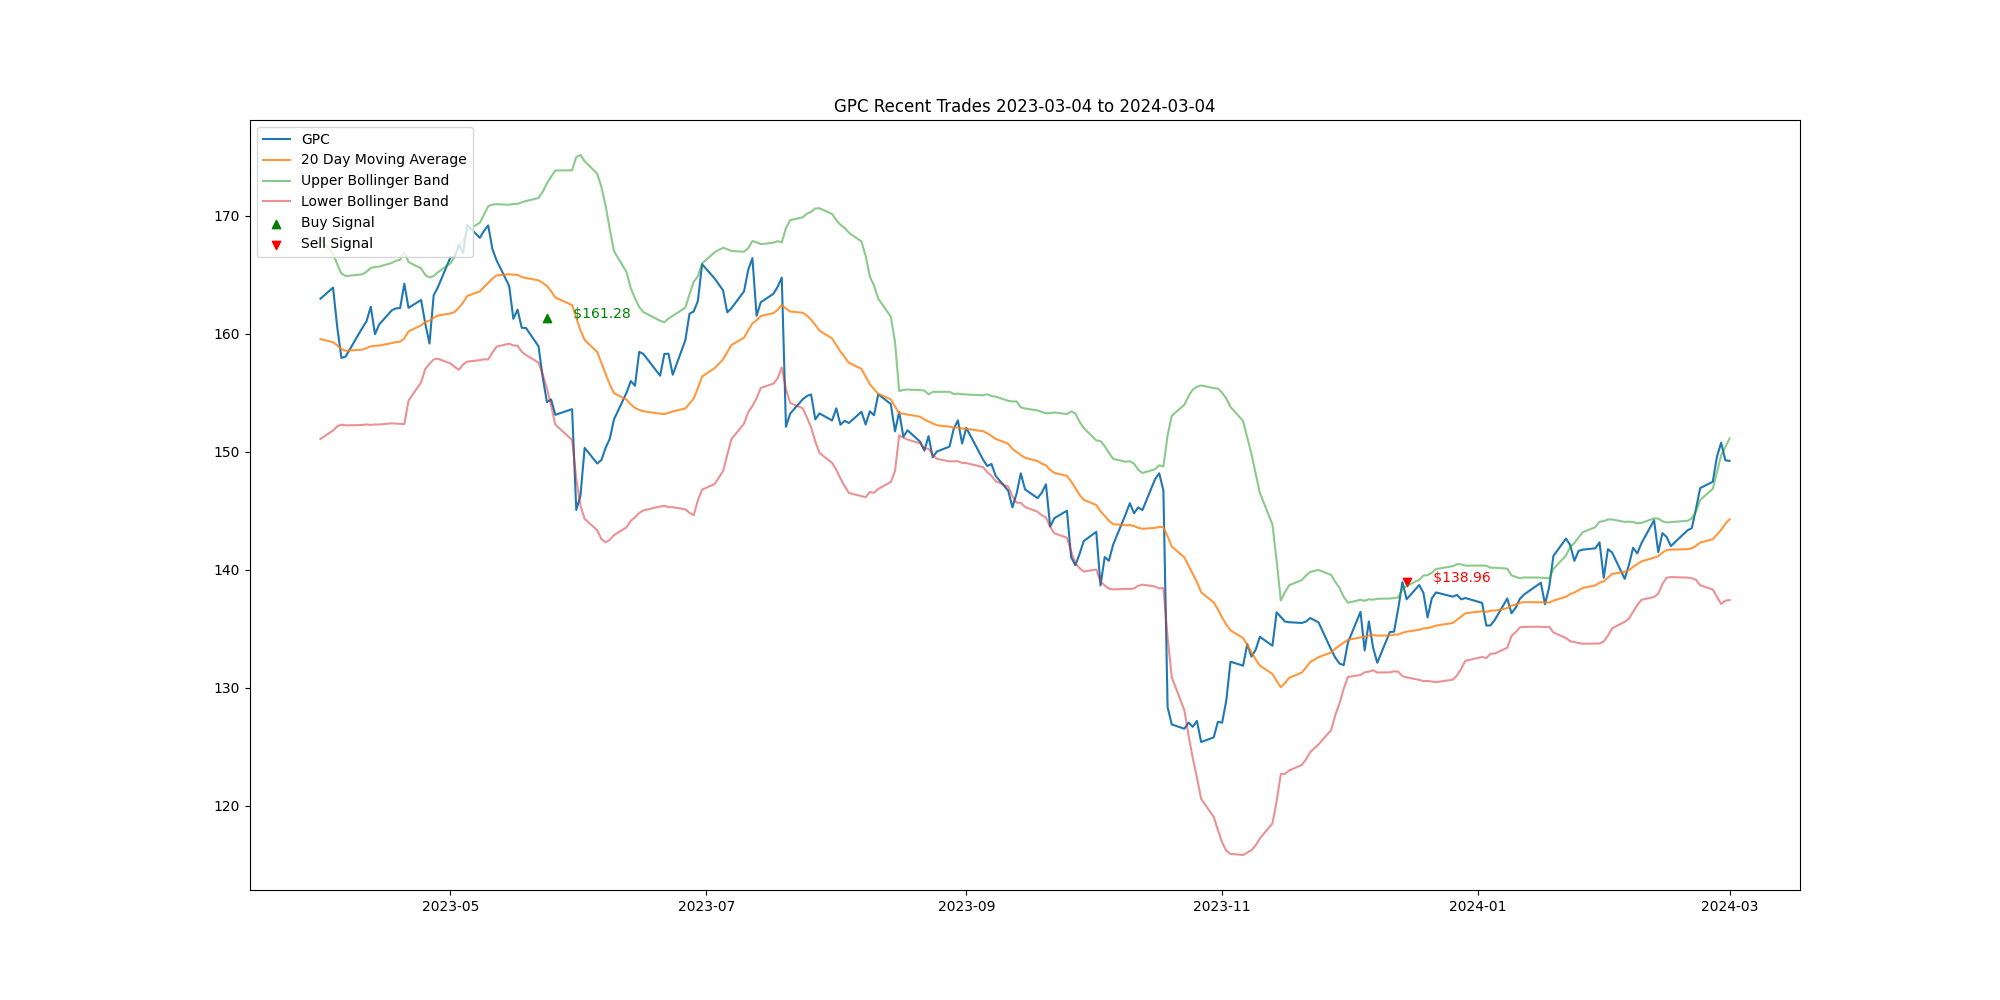 GPC Recent Trades 2023-03-04 to 2024-03-04
GPC
20 Day Moving Average
Upper Bollinger Band
Lower Bollinger Band
Buy Signal
Sell Signal
170
160
150
140
130
120
$161.28
$138.96
2023-05
2023-07
2023-09
2023-11
2024-01
2024-03